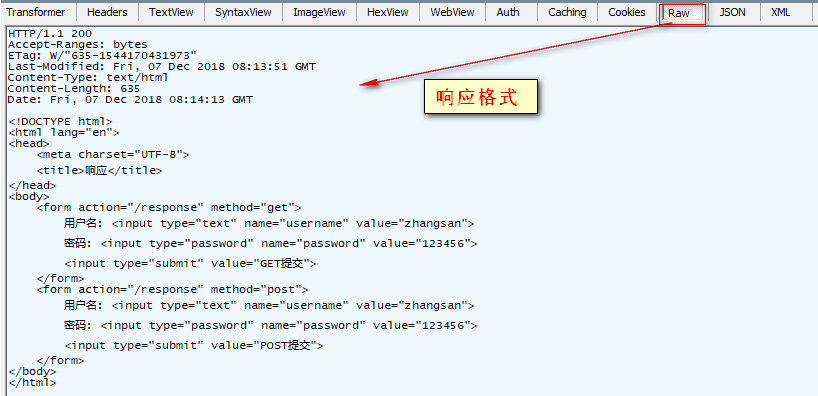 Transformer Headers TextView SyntaxView ImageView HexView WebView Auth Caching Cookies Raw JSON XML
HTTP/1.1 200
Accept-Ranges: bytes
ETag: W/"635-1544170431973"
Last-Modified: Fri, 07 Dec 2018 08:13:51 GMT
Content-Type: text/html
Content-Length: 635
Date: Fri, 07 Dec 2018 08:14:13 GMT
响应格式
<!DOCTYPE html>
<html lang="en">
<head>
    <meta charset="UTF-8">
    <title>响应</title>
</head>
<body>
    <form action="/response" method="get">
        用户名: <input type="text" name="username" value="zhangsan">
        密码: <input type="password" name="password" value="123456">
        <input type="submit" value="GET提交">
    </form>
    <form action="/response" method="post">
        用户名: <input type="text" name="username" value="zhangsan">
        密码: <input type="password" name="password" value="123456">
        <input type="submit" value="POST提交">
    </form>
</body>
</html>